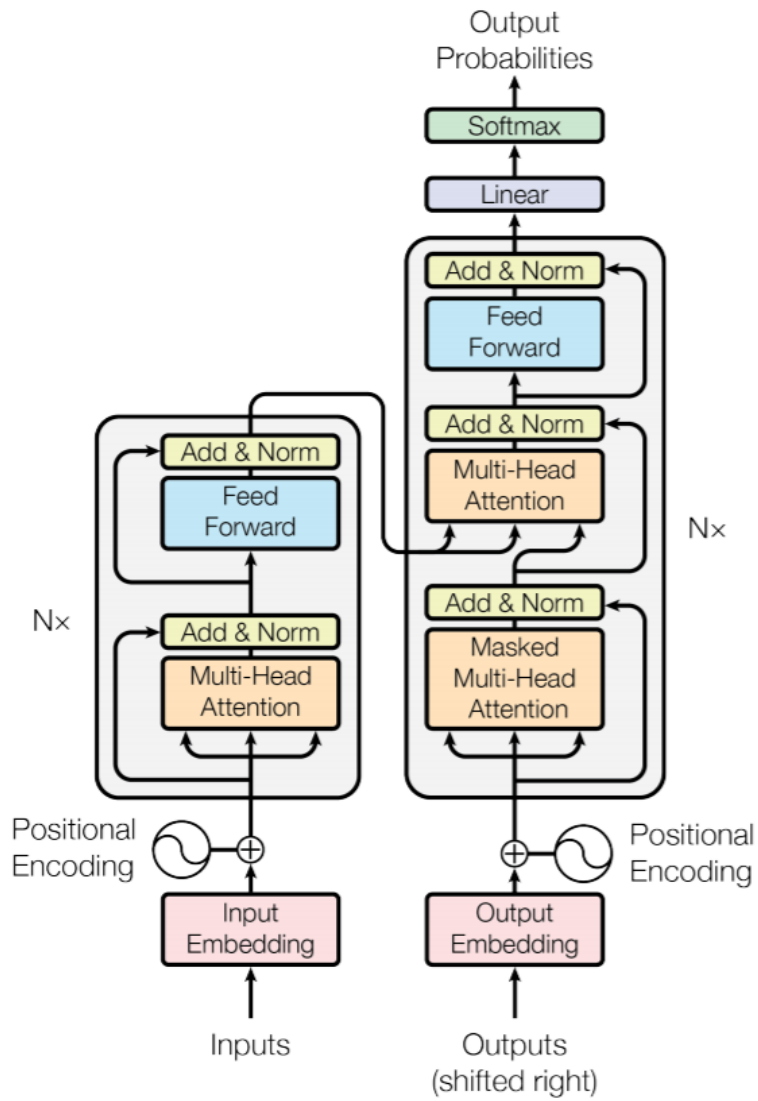 Output
Probabilities
Softmax
Linear
Add & Norm
Feed
Forward
Add & Norm
Multi-Head
Attention
Nx
Add & Norm
Masked
Multi-Head
Attention
Add & Norm
Feed
Forward
Nx
Add & Norm
Multi-Head
Attention
Positional
Encoding
Positional
Encoding
Input
Embedding
Output
Embedding
Inputs
Outputs
(shifted right)